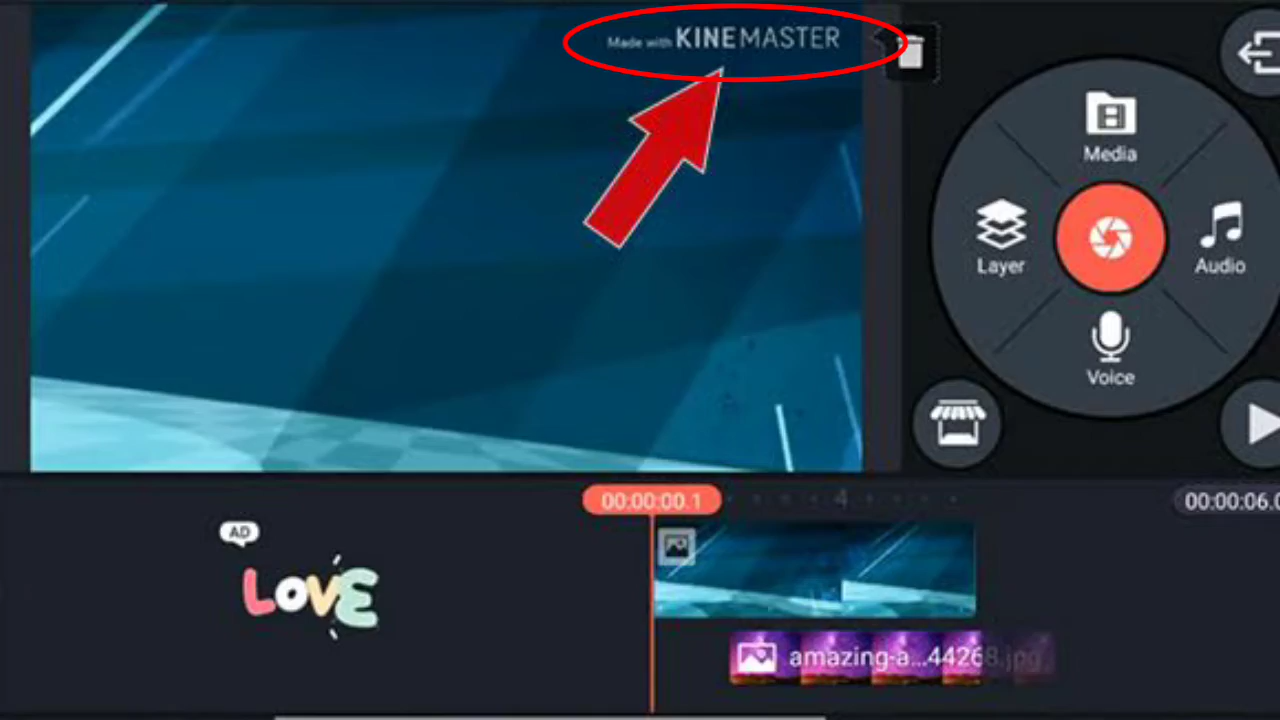 Made with KINEMASTER
Media
Layer
Audio
Voice
00:00:00.1
4
00:00:06.0
AD
LOVE
amazing-a...44268.jpg